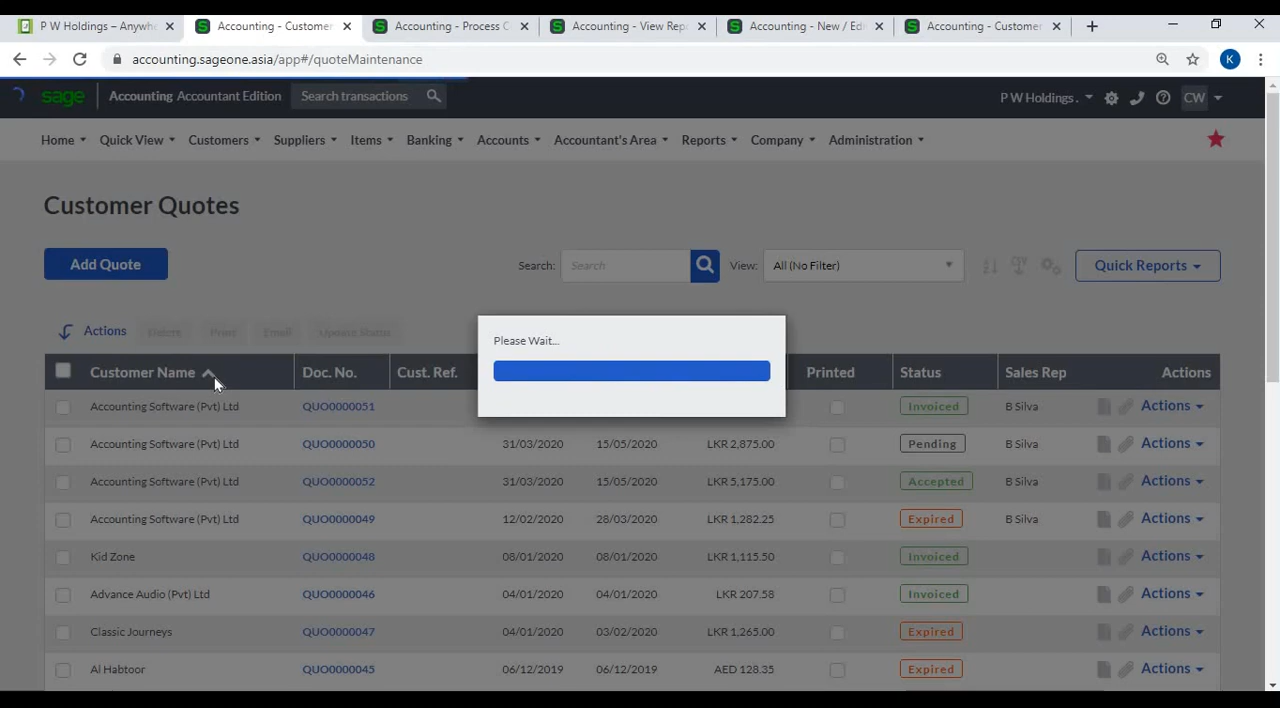 P W Holdings – Anywhe
Accounting - Customer
Accounting - Process C
Accounting - View Rep
Accounting - New / Edi
Accounting - Customer
accounting.sageone.asia/app#/quoteMaintenance
K
sage
Accounting Accountant Edition
Search transactions
P W Holdings .
CW
Home
Quick View
Customers
Suppliers
Items
Banking
Accounts
Accountant's Area
Reports
Company
Administration
Customer Quotes
Add Quote
Search:
Search
View:
All (No Filter)
Quick Reports
Actions Delete Print Email Update Status
Please Wait...
Customer Name Doc. No. Cust. Ref. Printed Status Sales Rep Actions
Accounting Software (Pvt) Ltd QUO0000051 Invoiced B Silva Actions
Accounting Software (Pvt) Ltd QUO0000050 31/03/2020 15/05/2020 LKR 2,875.00 Pending B Silva Actions
Accounting Software (Pvt) Ltd QUO0000052 31/03/2020 15/05/2020 LKR 5,175.00 Accepted B Silva Actions
Accounting Software (Pvt) Ltd QUO0000049 12/02/2020 28/03/2020 LKR 1,282.25 Expired B Silva Actions
Kid Zone QUO0000048 08/01/2020 08/01/2020 LKR 1,115.50 Invoiced Actions
Advance Audio (Pvt) Ltd QUO0000046 04/01/2020 04/01/2020 LKR 207.58 Invoiced Actions
Classic Journeys QUO0000047 04/01/2020 03/02/2020 LKR 1,265.00 Expired Actions
Al Habtoor QUO0000045 06/12/2019 06/12/2019 AED 128.35 Expired Actions